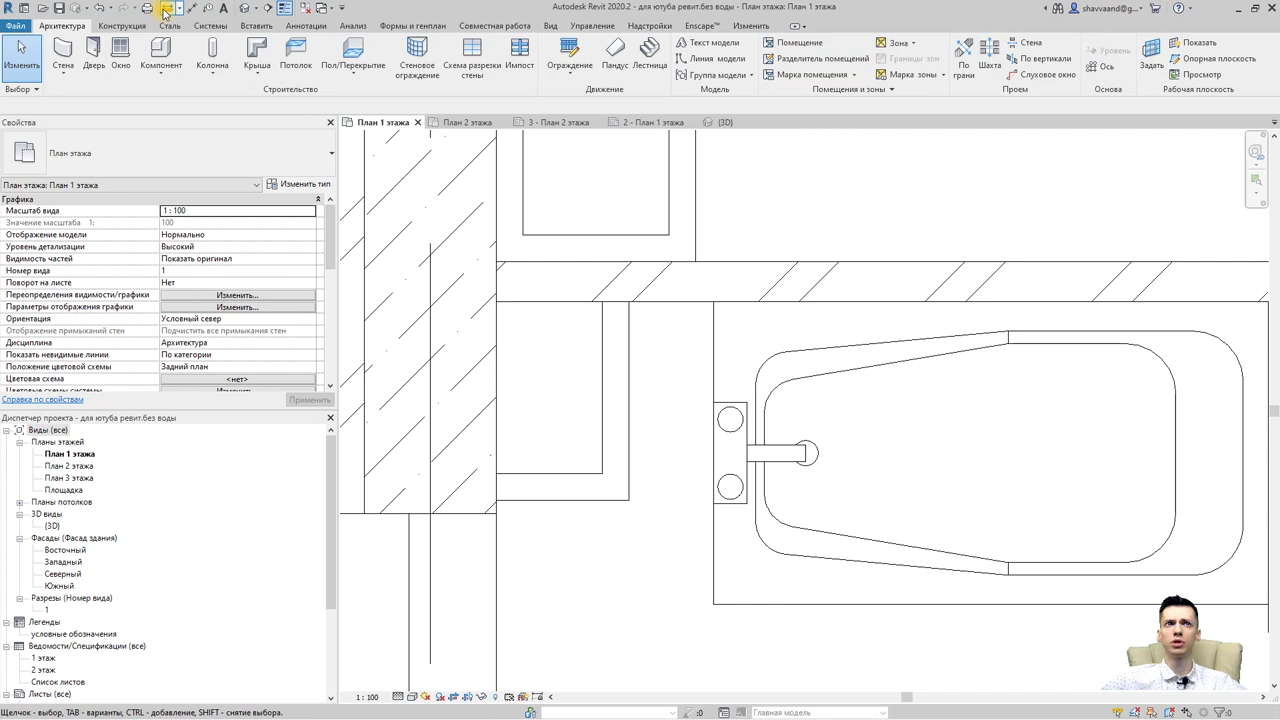 Autodesk Revit 2020.2 - для ютуба ревит.без воды - План этажа: План 1 этажа
shavvaand@g...
Файл Архитектура Конструкция Сталь Системы Вставить Аннотации Анализ Формы и генплан Совместная работа Вид Управление Надстройки Enscape™ Изменить
Изменить Стена Дверь Окно Компонент Колонна Крыша Потолок Пол/Перекрытие Стеновое ограждение Схема разрезки стены Импост Ограждение Пандус Лестница
Текст модели
Линия модели
Группа модели
Помещение
Разделитель помещений
Марка помещения
Зона
Границы зон
Марка зоны
По грани
Шахта
Стена
По вертикали
Слуховое окно
Уровень
Ось
Задать
Показать
Опорная плоскость
Просмотр
Выбор Строительство Движение Модель Помещения и зоны Проем Основа Рабочая плоскость
План 1 этажа План 2 этажа 3 - План 2 этажа 2 - План 1 этажа {3D}
Свойства
План этажа
План этажа: План 1 этажа Изменить тип
Графика
Масштаб вида 1 : 100
Значение масштаба 1: 100
Отображение модели Нормально
Уровень детализации Высокий
Видимость частей Показать оригинал
Номер вида 1
Поворот на листе Нет
Переопределения видимости/графики Изменить...
Параметры отображения графики Изменить...
Ориентация Условный север
Отображение примыканий стен Подчистить все примыкания стен
Дисциплина Архитектура
Показать невидимые линии По категории
Положение цветовой схемы Задний план
Цветовая схема <нет>
Справка по свойствам Применить
Диспетчер проекта - для ютуба ревит.без воды
Виды (все)
Планы этажей
План 1 этажа
План 2 этажа
План 3 этажа
Площадка
Планы потолков
3D виды
{3D}
Фасады (Фасад здания)
Восточный
Западный
Северный
Южный
Разрезы (Номер вида)
1
Легенды
условные обозначения
Ведомости/Спецификации (все)
1 этаж
2 этаж
Список листов
Листы (все)
1 : 100
Щелчок - выбор, TAB - варианты, CTRL - добавление, SHIFT - снятие выбора.
:0
Главная модель
:0